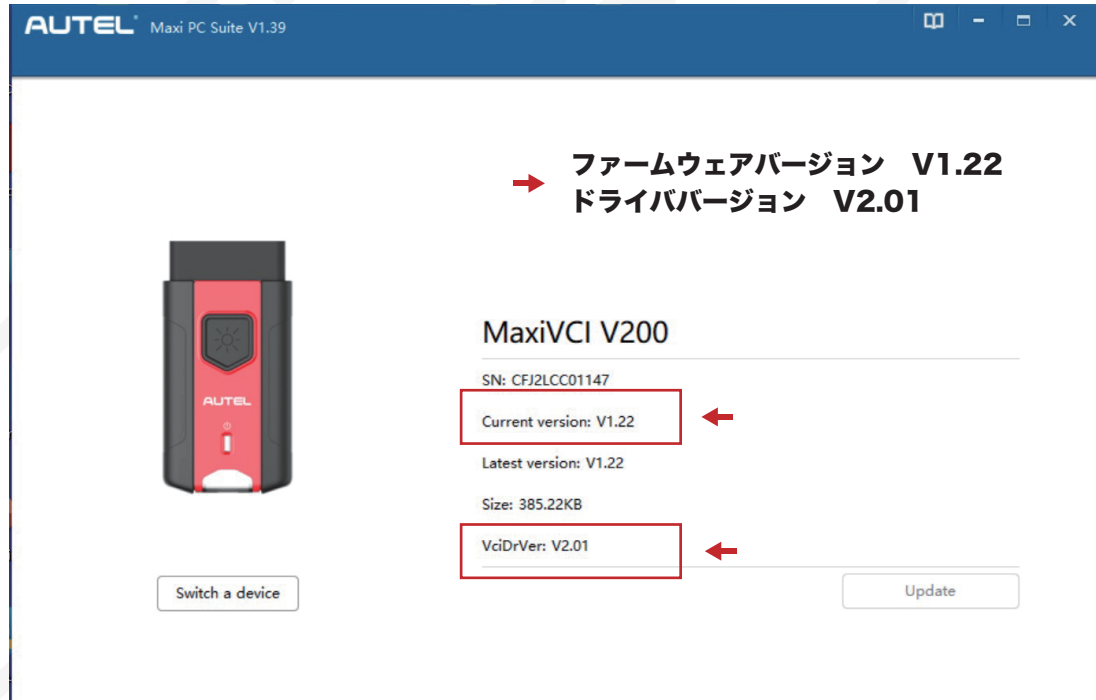 AUTEL Maxi PC Suite V1.39
ファームウェアバージョン　V1.22
ドライババージョン　V2.01
AUTEL
MaxiVCI V200
SN: CFJ2LCC01147
Current version: V1.22
Latest version: V1.22
Size: 385.22KB
VciDrVer: V2.01
Switch a device
Update